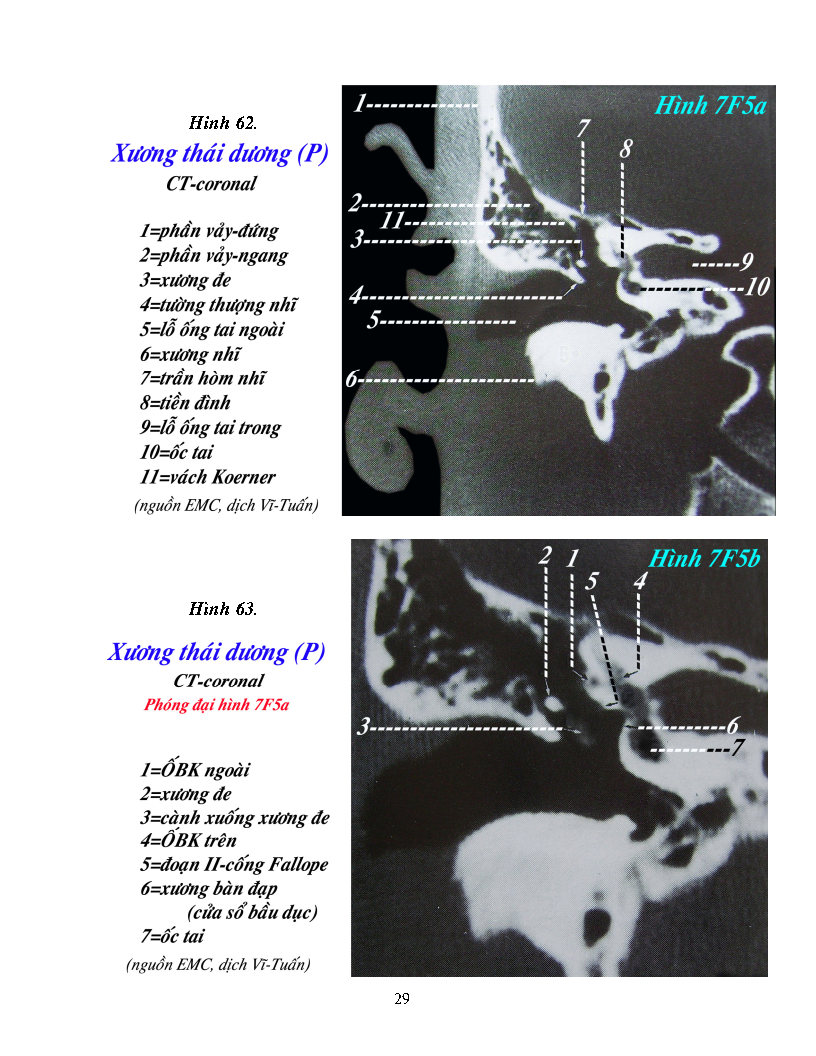 Hình 62.
Xương thái dương (P)
CT-coronal
1=phần vảy-đứng
2=phần vảy-ngang
3=xương đe
4=tường thượng nhĩ
5=lỗ ống tai ngoài
6=xương nhĩ
7=trần hòm nhĩ
8=tiền đình
9=lỗ ống tai trong
10=ốc tai
11=vách Koerner
(nguồn EMC, dịch Vĩ-Tuấn)
Hình 7F5a
1
7
8
2
11
3
9
10
4
5
6
Hình 63.
Xương thái dương (P)
CT-coronal
Phóng đại hình 7F5a
1=ỐBK ngoài
2=xương đe
3=cành xuống xương đe
4=ỐBK trên
5=đoạn II-cống Fallope
6=xương bàn đạp
(cửa sổ bầu dục)
7=ốc tai
(nguồn EMC, dịch Vĩ-Tuấn)
Hình 7F5b
2 1
5 4
3
6
7
29